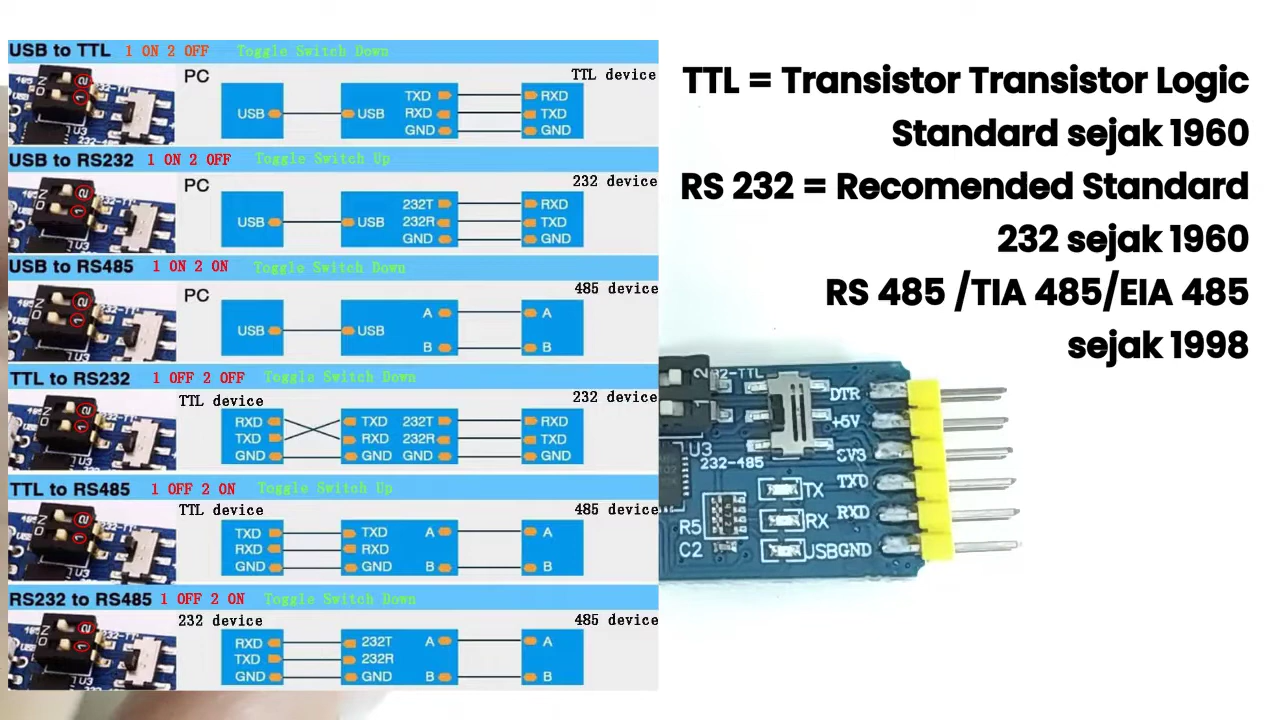 USB to TTL 1 ON 2 OFF Toggle Switch Down
PC
TTL device
USB
USB
TXD
RXD
GND
RXD
TXD
GND
USB to RS232 1 ON 2 OFF Toggle Switch Up
PC
232 device
USB
USB
232T
232R
GND
RXD
TXD
GND
USB to RS485 1 ON 2 ON Toggle Switch Down
PC
485 device
USB
USB
A
B
A
B
TTL to RS232 1 OFF 2 OFF Toggle Switch Down
TTL device
232 device
RXD
TXD
GND
TXD
RXD
GND
232T
232R
GND
RXD
TXD
GND
TTL to RS485 1 OFF 2 ON Toggle Switch Up
TTL device
485 device
TXD
RXD
GND
TXD
RXD
GND
A
B
A
B
RS232 to RS485 1 OFF 2 ON Toggle Switch Down
232 device
485 device
RXD
TXD
GND
232T
232R
GND
A
B
A
B
TTL = Transistor Transistor Logic
Standard sejak 1960
RS 232 = Recomended Standard
232 sejak 1960
RS 485 /TIA 485/EIA 485
sejak 1998
2
DTR
+5V
3V3
TXD
RXD
GND
U3
232-485
TX
RX
USB
R5
C2